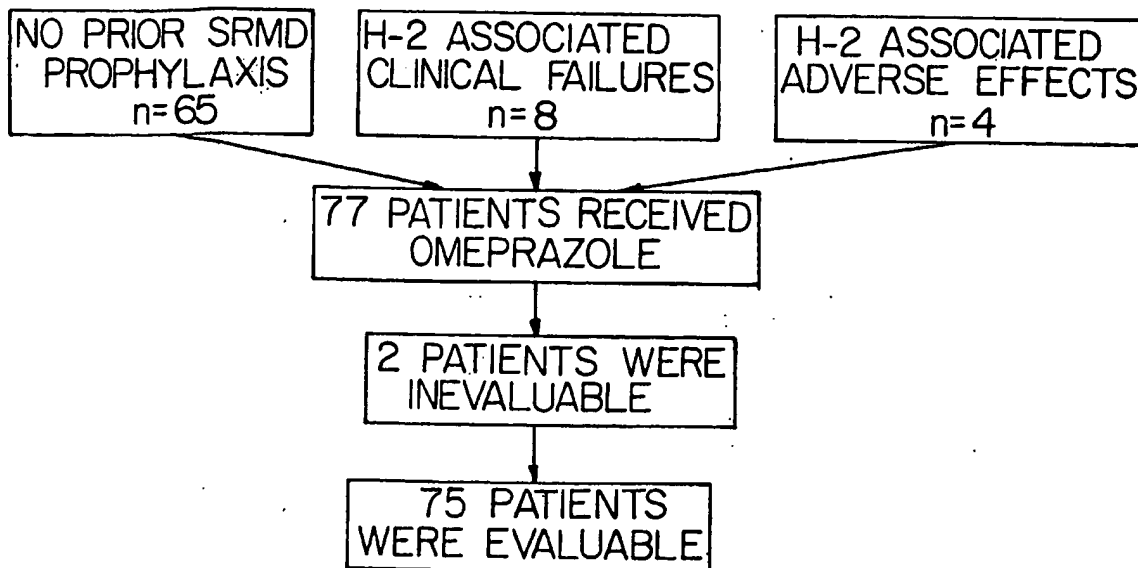 NO PRIOR SRMD
PROPHYLAXIS
n=65
H-2 ASSOCIATED
CLINICAL FAILURES
n=8
H-2 ASSOCIATED
ADVERSE EFFECTS
n=4
77 PATIENTS RECEIVED
OMEPRAZOLE
2 PATIENTS WERE
INEVALUABLE
75 PATIENTS
WERE EVALUABLE